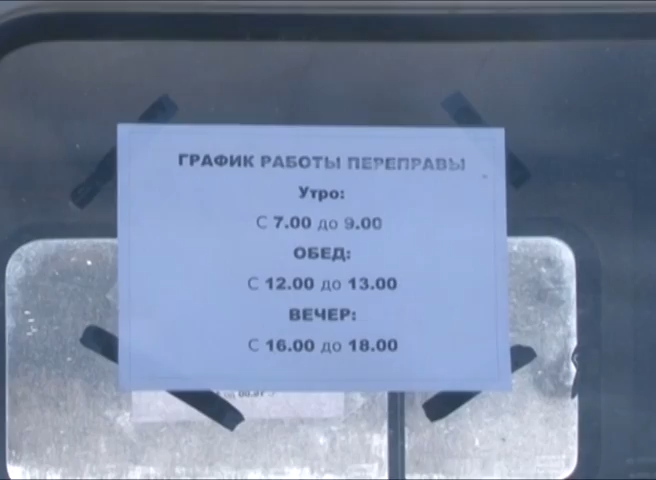 ГРАФИК РАБОТЫ ПЕРЕПРАВЫ
Утро:
С 7.00 до 9.00
ОБЕД:
С 12.00 до 13.00
ВЕЧЕР:
С 16.00 до 18.00